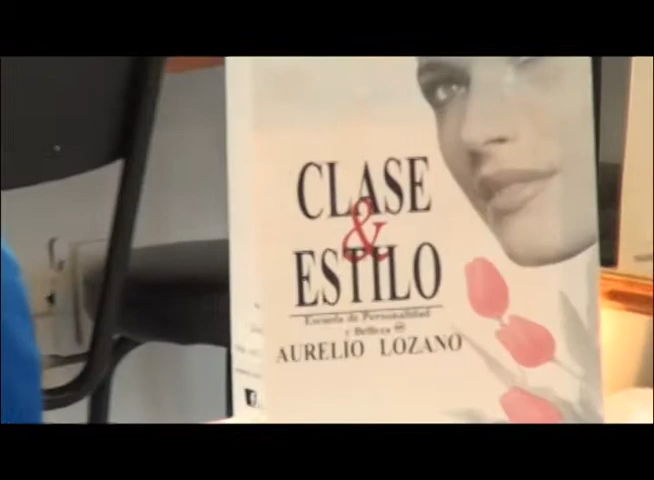 CLASE
&
ESTILO
Escuela de Personalidad
y Belleza
AURELIO LOZANO